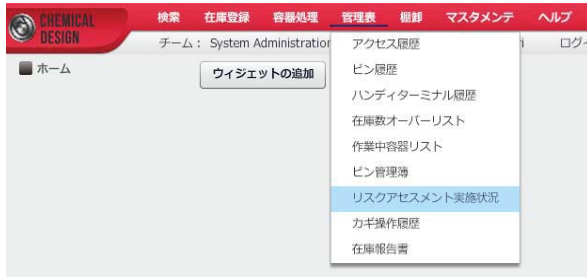 CHEMICAL
DESIGN
検索 在庫登録 容器処理 管理表 棚卸 マスタメンテ ヘルプ
チーム : System Administration
ログ
ホーム
ウィジェットの追加
アクセス履歴
ビン履歴
ハンディターミナル履歴
在庫数オーバーリスト
作業中容器リスト
ビン管理簿
リスクアセスメント実施状況
カギ操作履歴
在庫報告書